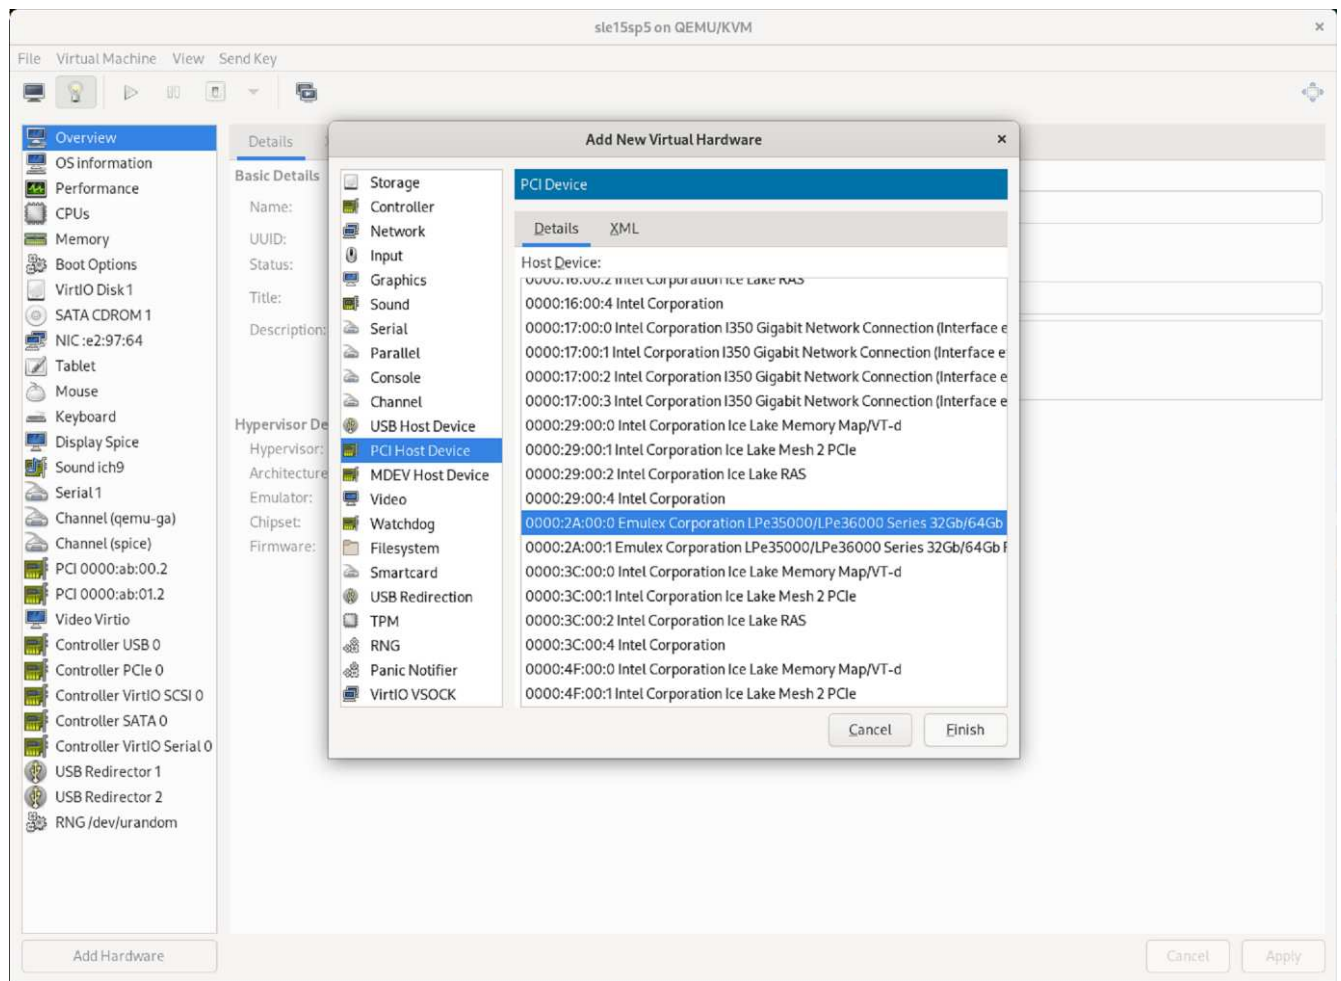 sle15sp5 on QEMU/KVM
File Virtual Machine View Send Key
Overview
OS information
Performance
CPUs
Memory
Boot Options
VirtIO Disk 1
SATA CDROM 1
NIC :e2:97:64
Tablet
Mouse
Keyboard
Display Spice
Sound ich9
Serial 1
Channel (qemu-ga)
Channel (spice)
PCI 0000:ab:00.2
PCI 0000:ab:01.2
Video Virtio
Controller USB 0
Controller PCIe 0
Controller VirtIO SCSI 0
Controller SATA 0
Controller VirtIO Serial 0
USB Redirector 1
USB Redirector 2
RNG /dev/urandom
Add Hardware
Details
Basic Details
Name:
UUID:
Status:
Title:
Description:
Hypervisor De
Hypervisor:
Architecture
Emulator:
Chipset:
Firmware:
Add New Virtual Hardware
Storage
Controller
Network
Input
Graphics
Sound
Serial
Parallel
Console
Channel
USB Host Device
PCI Host Device
MDEV Host Device
Video
Watchdog
Filesystem
Smartcard
USB Redirection
TPM
RNG
Panic Notifier
VirtIO VSOCK
PCI Device
Details XML
Host Device:
0000:16:00:2 Intel Corporation Ice Lake RAS
0000:16:00:4 Intel Corporation
0000:17:00:0 Intel Corporation I350 Gigabit Network Connection (Interface e
0000:17:00:1 Intel Corporation I350 Gigabit Network Connection (Interface e
0000:17:00:2 Intel Corporation I350 Gigabit Network Connection (Interface e
0000:17:00:3 Intel Corporation I350 Gigabit Network Connection (Interface e
0000:29:00:0 Intel Corporation Ice Lake Memory Map/VT-d
0000:29:00:1 Intel Corporation Ice Lake Mesh 2 PCIe
0000:29:00:2 Intel Corporation Ice Lake RAS
0000:29:00:4 Intel Corporation
0000:2A:00:0 Emulex Corporation LPe35000/LPe36000 Series 32Gb/64Gb
0000:2A:00:1 Emulex Corporation LPe35000/LPe36000 Series 32Gb/64Gb F
0000:3C:00:0 Intel Corporation Ice Lake Memory Map/VT-d
0000:3C:00:1 Intel Corporation Ice Lake Mesh 2 PCIe
0000:3C:00:2 Intel Corporation Ice Lake RAS
0000:3C:00:4 Intel Corporation
0000:4F:00:0 Intel Corporation Ice Lake Memory Map/VT-d
0000:4F:00:1 Intel Corporation Ice Lake Mesh 2 PCIe
Cancel Finish
Cancel Apply